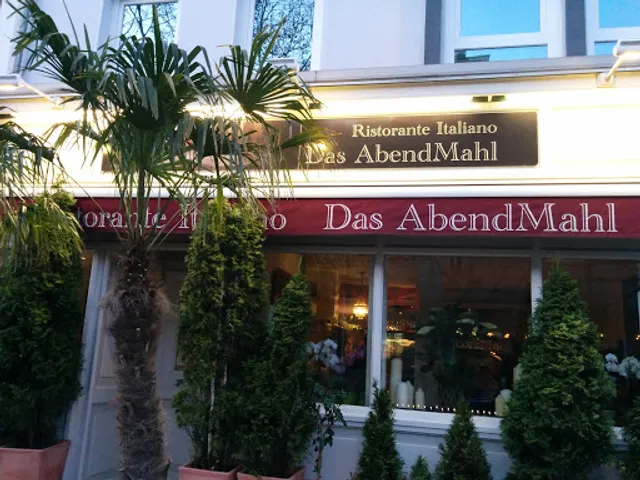 Ristorante Italiano
Das AbendMahl
Das AbendMahl